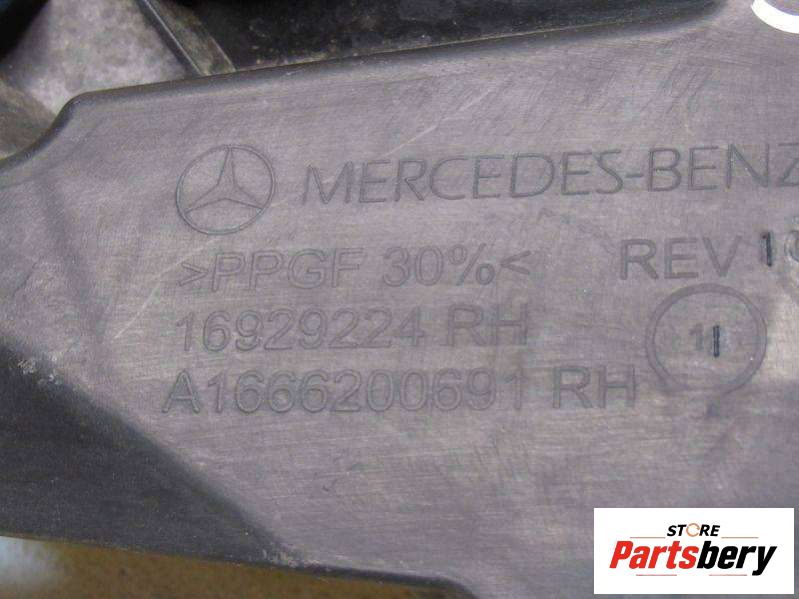 MERCEDES-BENZ
>PPGF 30%< REV
16929224 RH
A1666200691 RH
STORE
Partsbery